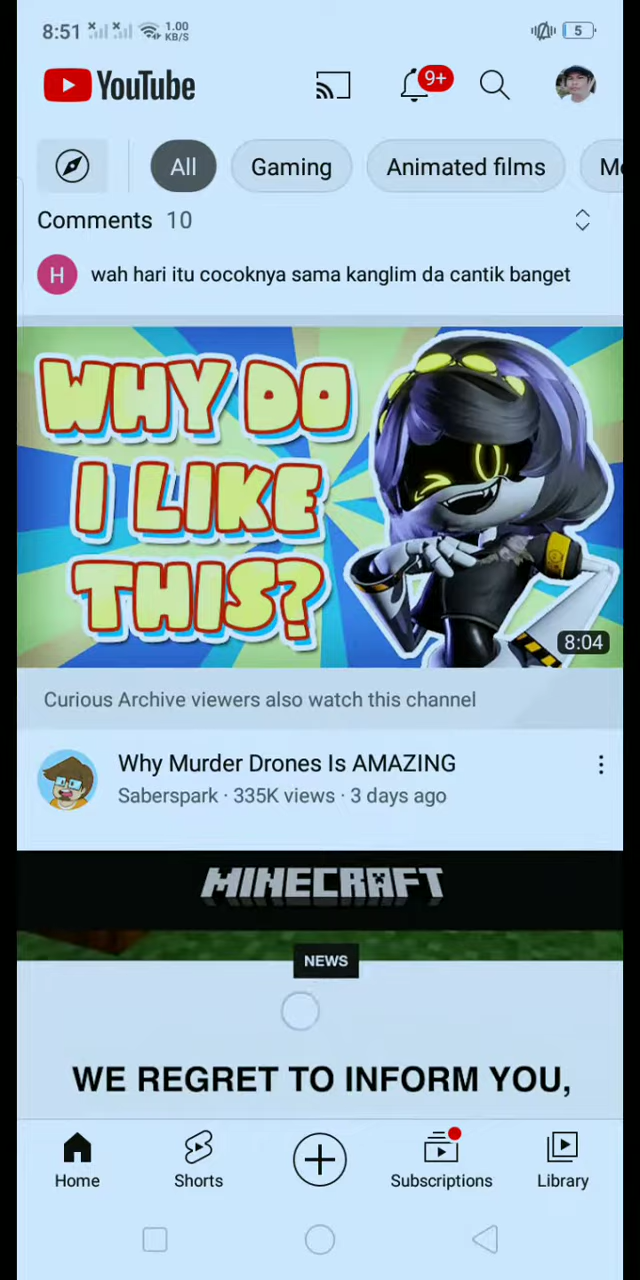 8:51
1.00
KB/S
5
YouTube
9+
All
Gaming
Animated films
Comments 10
H
wah hari itu cocoknya sama kanglim da cantik banget
WHY DO
I LIKE
THIS?
8:04
Curious Archive viewers also watch this channel
Why Murder Drones Is AMAZING
Saberspark · 335K views · 3 days ago
MINECRAFT
NEWS
WE REGRET TO INFORM YOU,
Home
Shorts
Subscriptions
Library